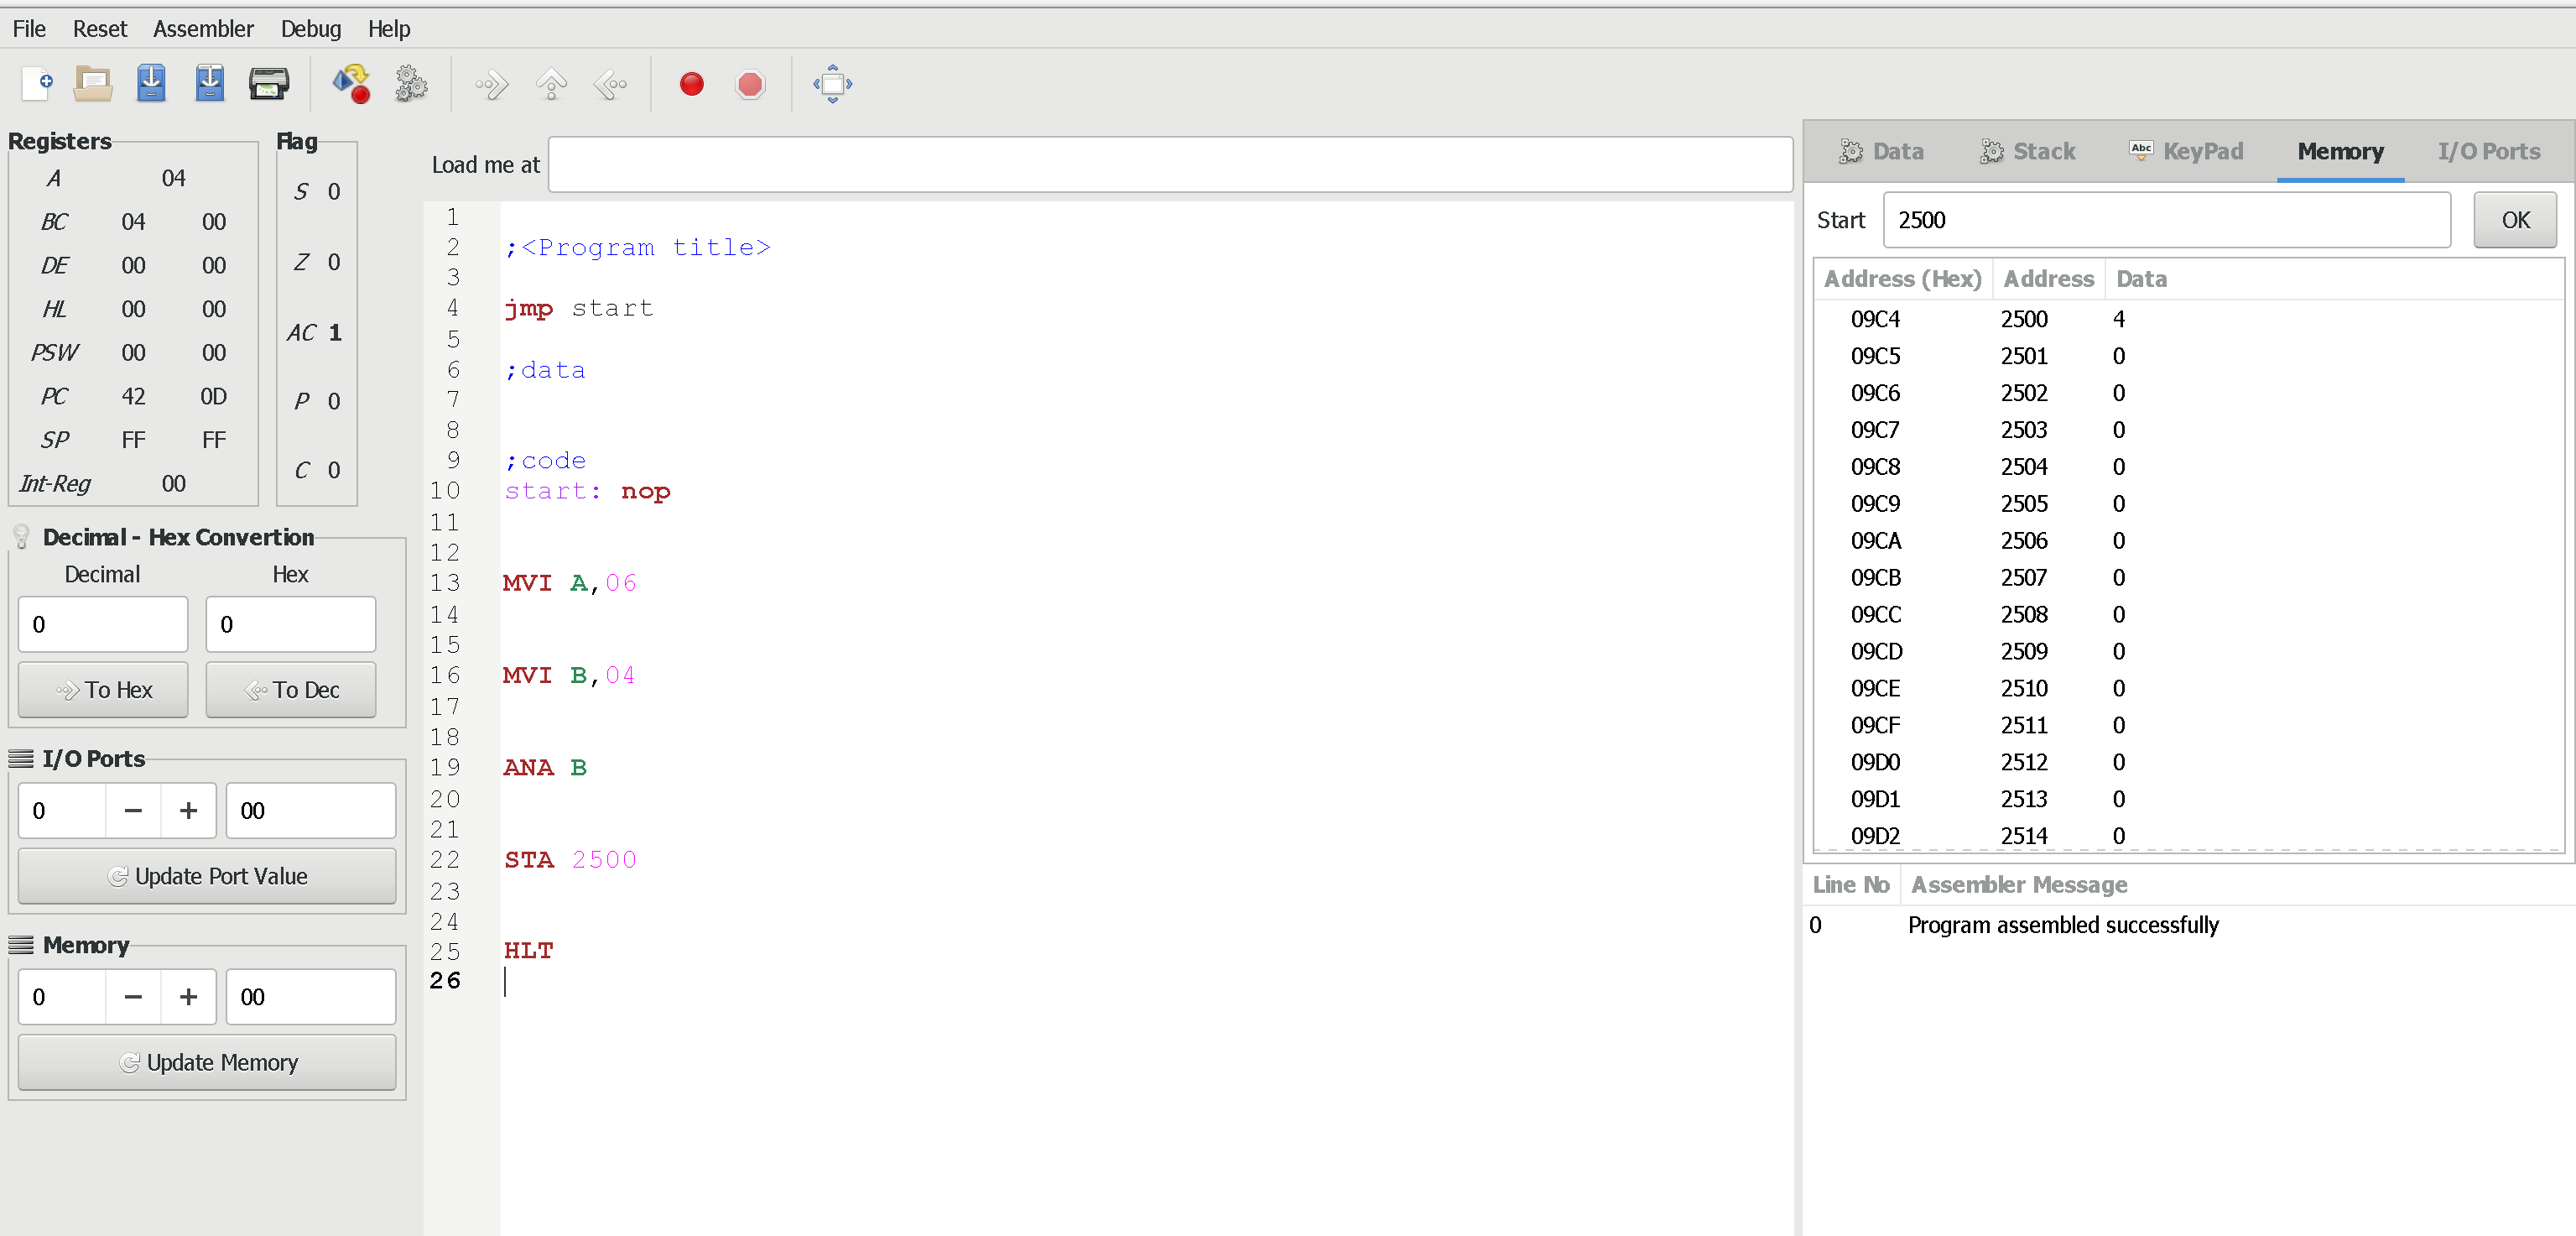 File Reset Assembler Debug Help
Registers
A 04
BC 04 00
DE 00 00
HL 00 00
PSW 00 00
PC 42 0D
SP FF FF
Int-Reg 00
Flag
S 0
Z 0
AC 1
P 0
C 0
Decimal - Hex Convertion
Decimal Hex
0 0
To Hex To Dec
I/O Ports
0 − + 00
Update Port Value
Memory
0 − + 00
Update Memory
Load me at
1
2 ;<Program title>
3
4 jmp start
5
6 ;data
7
8
9 ;code
10 start: nop
11
12
13 MVI A,06
14
15
16 MVI B,04
17
18
19 ANA B
20
21
22 STA 2500
23
24
25 HLT
26
Data Stack Abc KeyPad Memory I/O Ports
Start 2500 OK
Address (Hex) Address Data
09C4 2500 4
09C5 2501 0
09C6 2502 0
09C7 2503 0
09C8 2504 0
09C9 2505 0
09CA 2506 0
09CB 2507 0
09CC 2508 0
09CD 2509 0
09CE 2510 0
09CF 2511 0
09D0 2512 0
09D1 2513 0
09D2 2514 0
Line No Assembler Message
0 Program assembled successfully